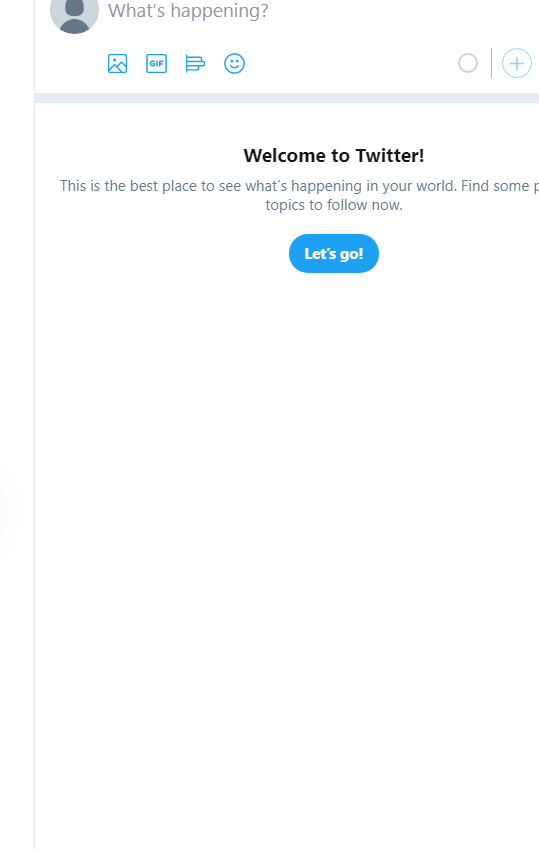 What's happening?
GIF
Welcome to Twitter!
This is the best place to see what's happening in your world. Find some
topics to follow now.
Let's go!